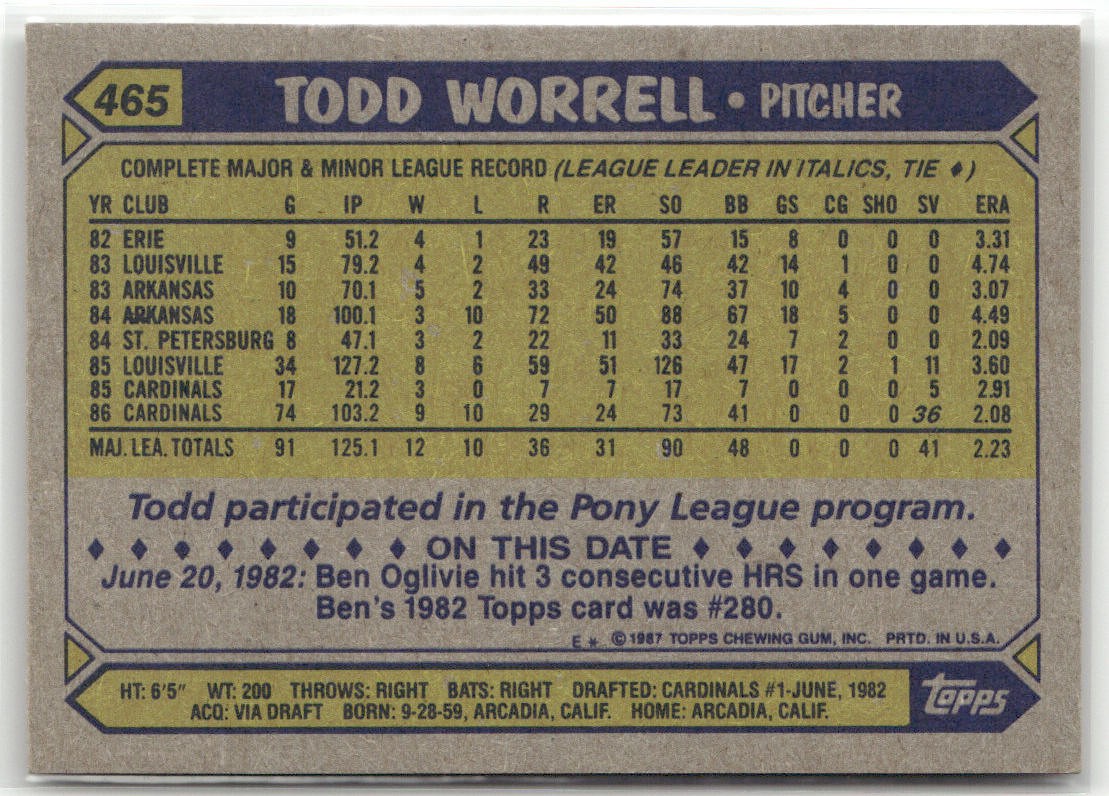 465 TODD WORRELL • PITCHER
COMPLETE MAJOR & MINOR LEAGUE RECORD (LEAGUE LEADER IN ITALICS, TIE ♦)
YR CLUB G IP W L R ER SO BB GS CG SHO SV ERA
82 ERIE 9 51.2 4 1 23 19 57 15 8 0 0 0 3.31
83 LOUISVILLE 15 79.2 4 2 49 42 46 42 14 1 0 0 4.74
83 ARKANSAS 10 70.1 5 2 33 24 74 37 10 4 0 0 3.07
84 ARKANSAS 18 100.1 3 10 72 50 88 67 18 5 0 0 4.49
84 ST. PETERSBURG 8 47.1 3 2 22 11 33 24 7 2 0 0 2.09
85 LOUISVILLE 34 127.2 8 6 59 51 126 47 17 2 1 11 3.60
85 CARDINALS 17 21.2 3 0 7 7 17 7 0 0 0 5 2.91
86 CARDINALS 74 103.2 9 10 29 24 73 41 0 0 0 36 2.08
MAJ. LEA. TOTALS 91 125.1 12 10 36 31 90 48 0 0 0 41 2.23
Todd participated in the Pony League program.
♦ ♦ ♦ ♦ ♦ ♦ ♦ ♦ ON THIS DATE ♦ ♦ ♦ ♦ ♦ ♦ ♦ ♦
June 20, 1982: Ben Oglivie hit 3 consecutive HRS in one game.
Ben's 1982 Topps card was #280.
E * ©1987 TOPPS CHEWING GUM, INC. PRTD. IN U.S.A.
HT: 6'5" WT: 200 THROWS: RIGHT BATS: RIGHT DRAFTED: CARDINALS #1-JUNE, 1982
ACQ: VIA DRAFT BORN: 9-28-59, ARCADIA, CALIF. HOME: ARCADIA, CALIF.
topps